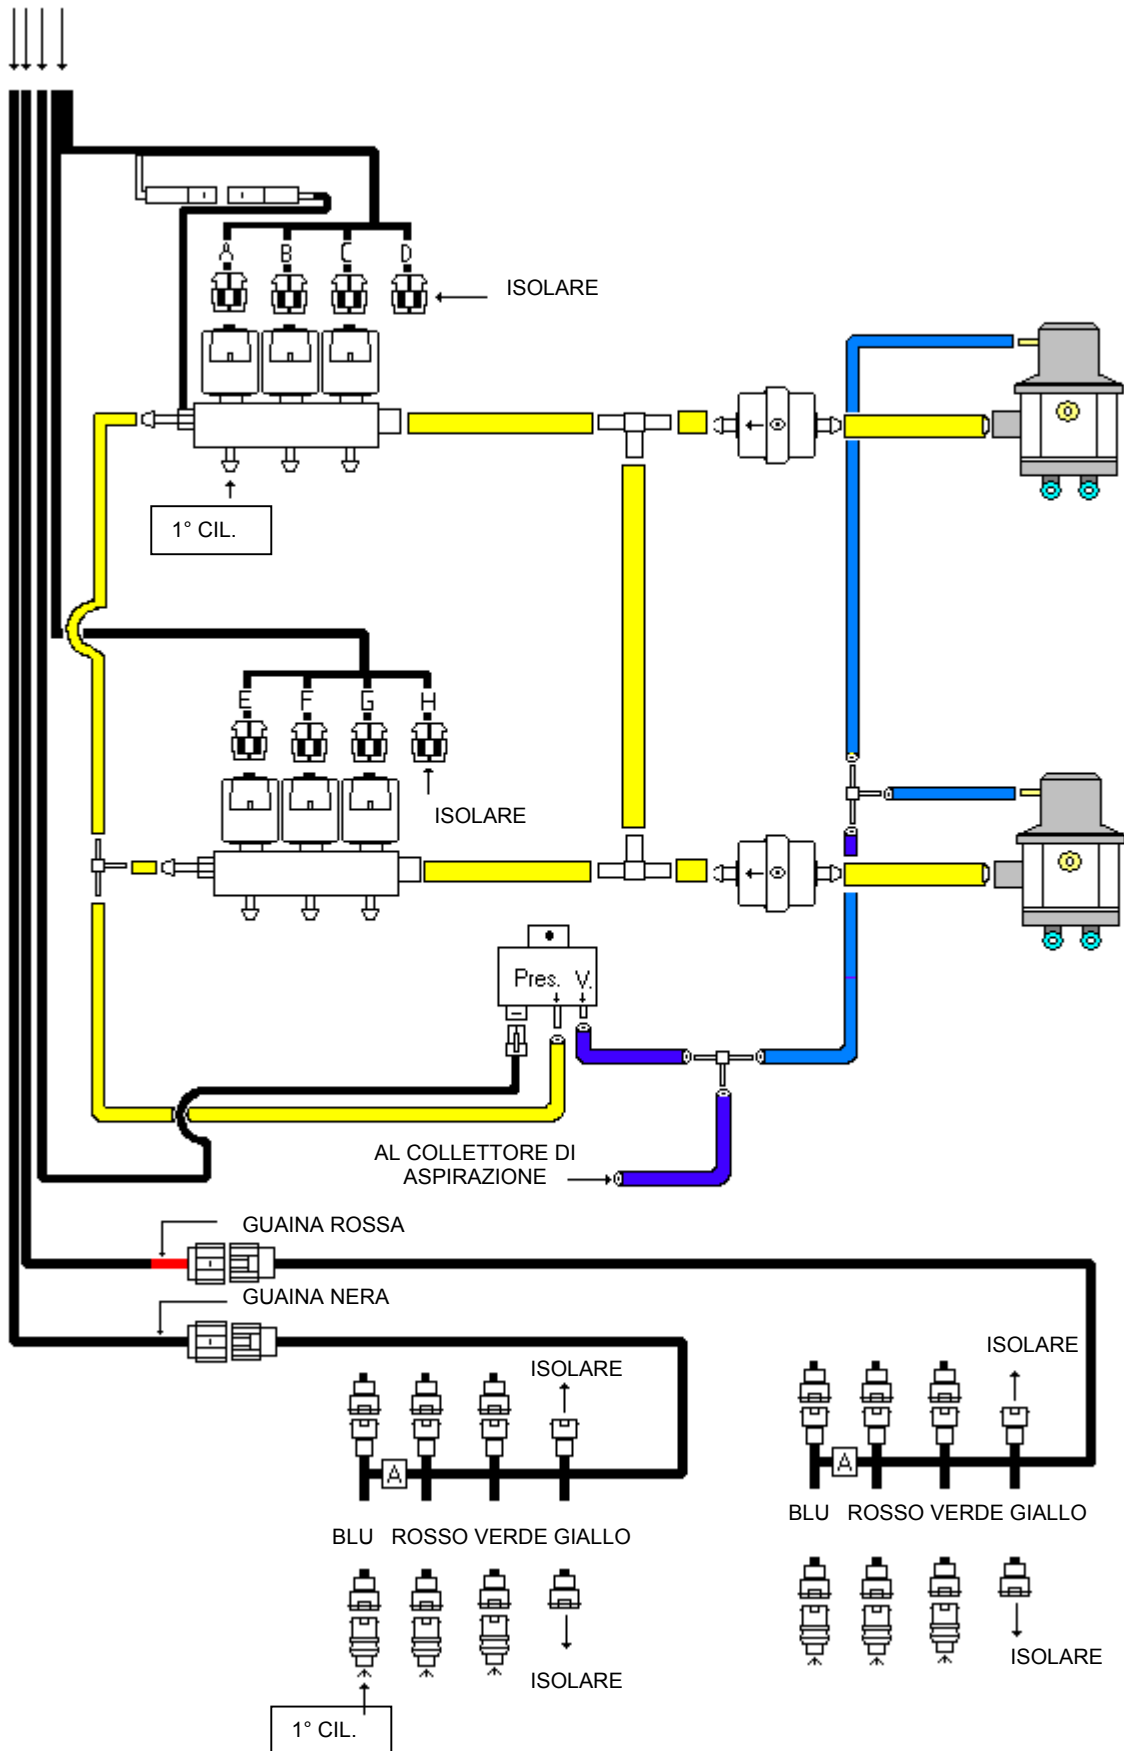 A B C D
ISOLARE
1° CIL.
E F G H
ISOLARE
Pres. V.
AL COLLETTORE DI
ASPIRAZIONE
GUAINA ROSSA
GUAINA NERA
ISOLARE
ISOLARE
A
A
BLU ROSSO VERDE GIALLO
BLU ROSSO VERDE GIALLO
ISOLARE
ISOLARE
1° CIL.